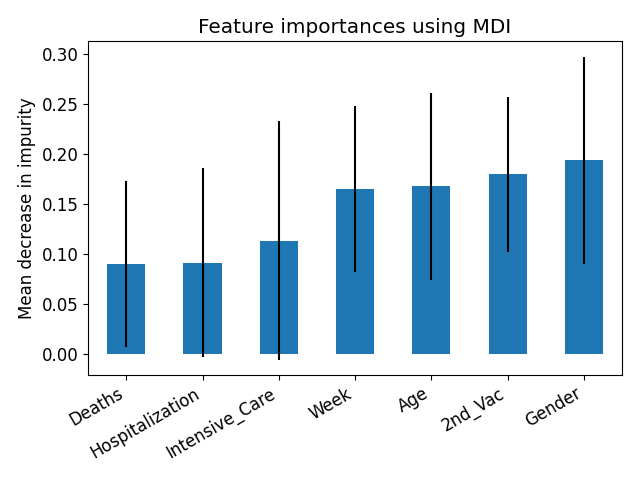 Feature importances using MDI
Mean decrease in impurity
0.30
0.25
0.20
0.15
0.10
0.05
0.00
Deaths
Hospitalization
Intensive_Care
Week
Age
2nd_Vac
Gender